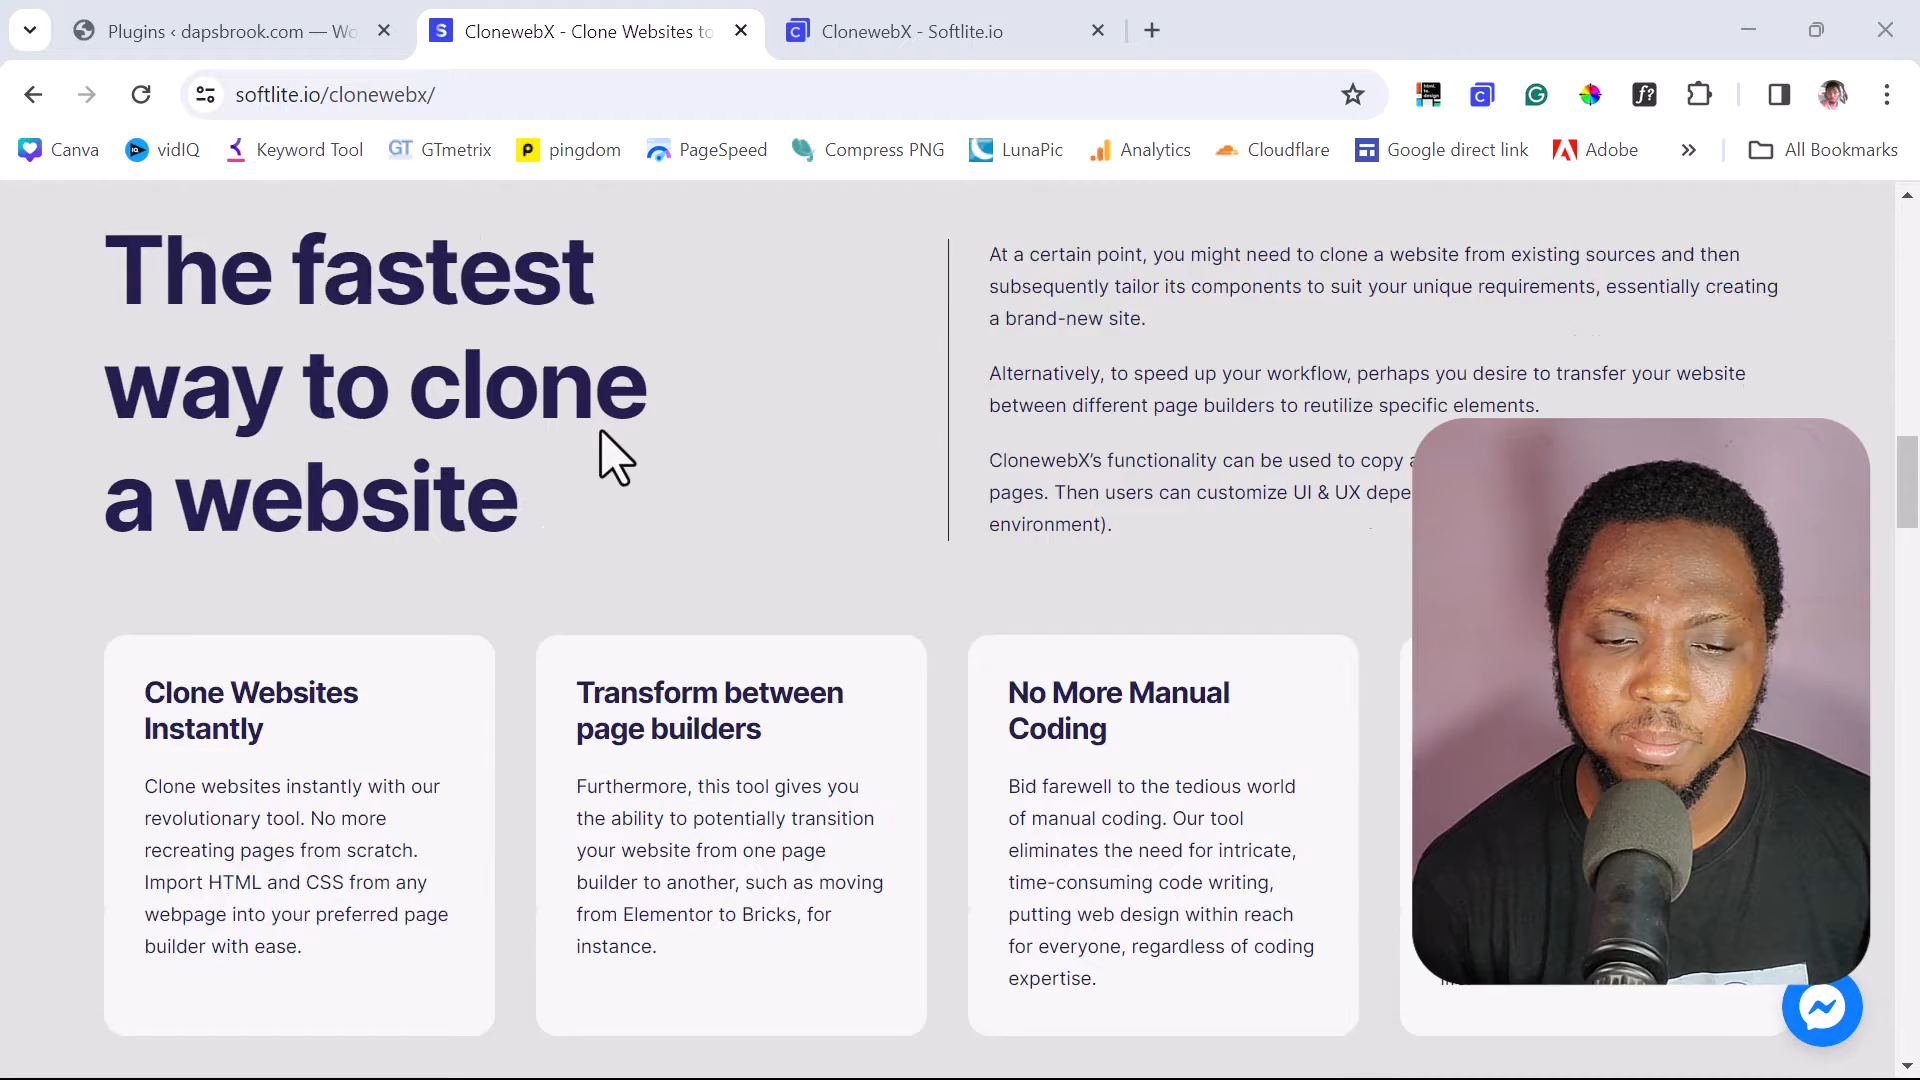 Plugins ‹ dapsbrook.com — Wo
ClonewebX - Clone Websites to
ClonewebX - Softlite.io
softlite.io/clonewebx/
Canva
vidIQ
Keyword Tool
GTmetrix
pingdom
PageSpeed
Compress PNG
LunaPic
Analytics
Cloudflare
Google direct link
Adobe
All Bookmarks
The fastest
way to clone
a website
At a certain point, you might need to clone a website from existing sources and then
subsequently tailor its components to suit your unique requirements, essentially creating
a brand-new site.
Alternatively, to speed up your workflow, perhaps you desire to transfer your website
between different page builders to reutilize specific elements.
ClonewebX's functionality can be used to copy
pages. Then users can customize UI & UX depe
environment).
Clone Websites
Instantly
Clone websites instantly with our
revolutionary tool. No more
recreating pages from scratch.
Import HTML and CSS from any
webpage into your preferred page
builder with ease.
Transform between
page builders
Furthermore, this tool gives you
the ability to potentially transition
your website from one page
builder to another, such as moving
from Elementor to Bricks, for
instance.
No More Manual
Coding
Bid farewell to the tedious world
of manual coding. Our tool
eliminates the need for intricate,
time-consuming code writing,
putting web design within reach
for everyone, regardless of coding
expertise.